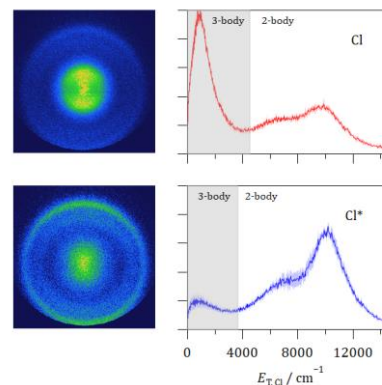 3-body 2-body
Cl
3-body 2-body
Cl*
0 4000 8000 12000
E_T,Cl / cm⁻¹